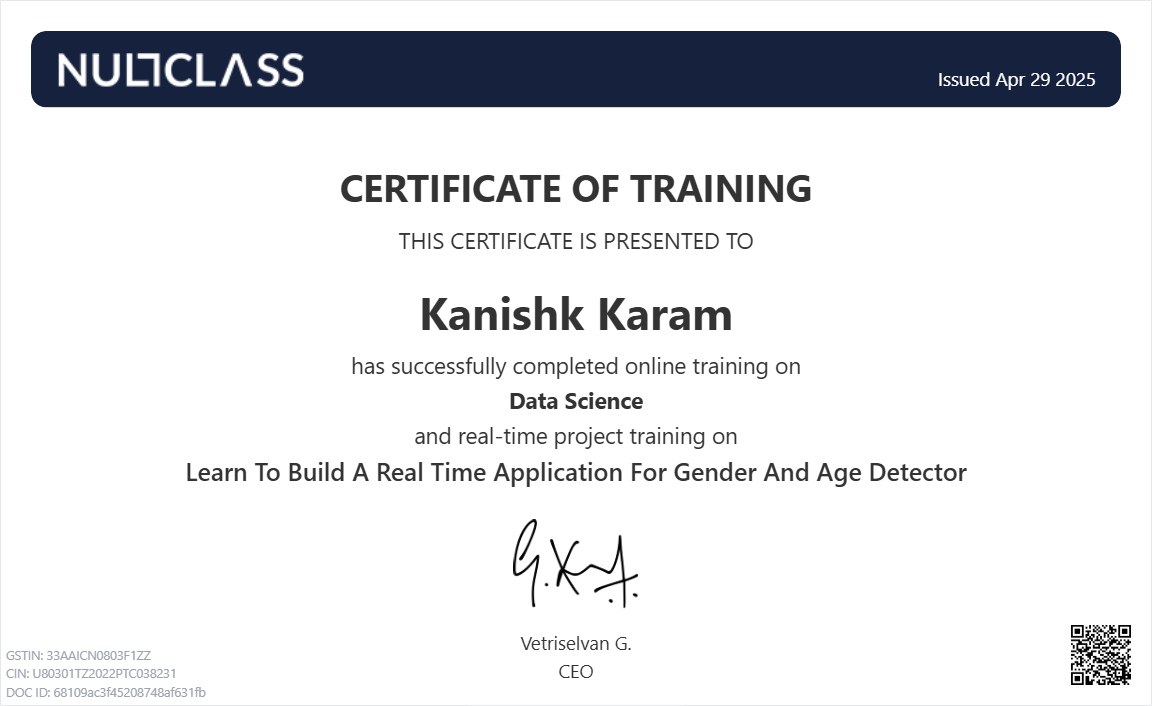 NULLCLASS
Issued Apr 29 2025
CERTIFICATE OF TRAINING
THIS CERTIFICATE IS PRESENTED TO
Kanishk Karam
has successfully completed online training on
Data Science
and real-time project training on
Learn To Build A Real Time Application For Gender And Age Detector
Vetriselvan G.
CEO
GSTIN: 33AAICN0803F1ZZ
CIN: U80301TZ2022PTC038231
DOC ID: 68109ac3f45208748af631fb